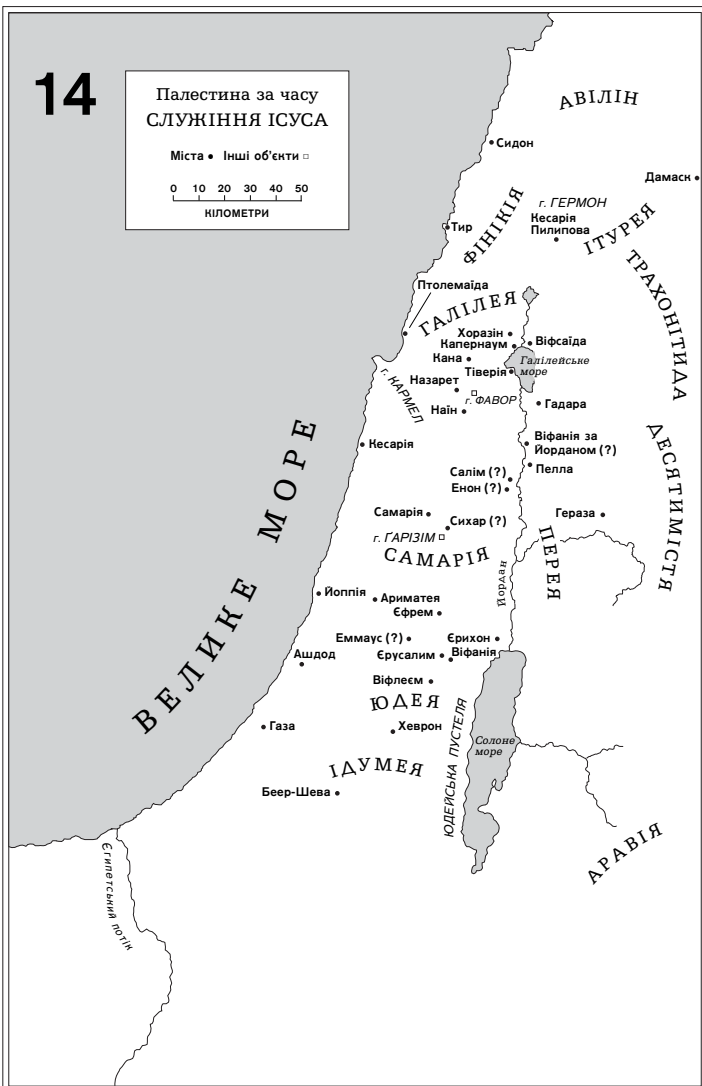 14
Палестина за часу
СЛУЖІННЯ ІСУСА
Міста • Інші об'єкти □
0 10 20 30 40 50
КІЛОМЕТРИ
АВІЛІН
Сидон
Дамаск
г. ГЕРМОН
Кесарія
Пилипова
ІТУРЕЯ
Тир
ФІНІКІЯ
ТРАХОНІТИДА
Птолемаїда
ГАЛІЛЕЯ
Хоразін
Капернаум
Віфсаїда
Кана
Галілейське
море
Тіверія
г. КАРМЕЛ
Назарет
г. ФАВОР
Наїн
Гадара
ДЕСЯТИМІСТЯ
Кесарія
Віфанія за
Йорданом (?)
Пелла
Салім (?)
Енон (?)
ВЕЛИКЕ МОРЕ
Самарія
Сихар (?)
Гераза
г. ҐАРІЗІМ
САМАРІЯ
ПЕРЕЯ
Йордан
Йоппія
Ариматея
Єфрем
Еммаус (?)
Єрихон
Єрусалим
Віфанія
Ашдод
Віфлеєм
ЮДЕЯ
ЮДЕЙСЬКА ПУСТЕЛЯ
Газа
Хеврон
Солоне
море
ІДУМЕЯ
Беер-Шева
АРАВІЯ
Єгипетський потік